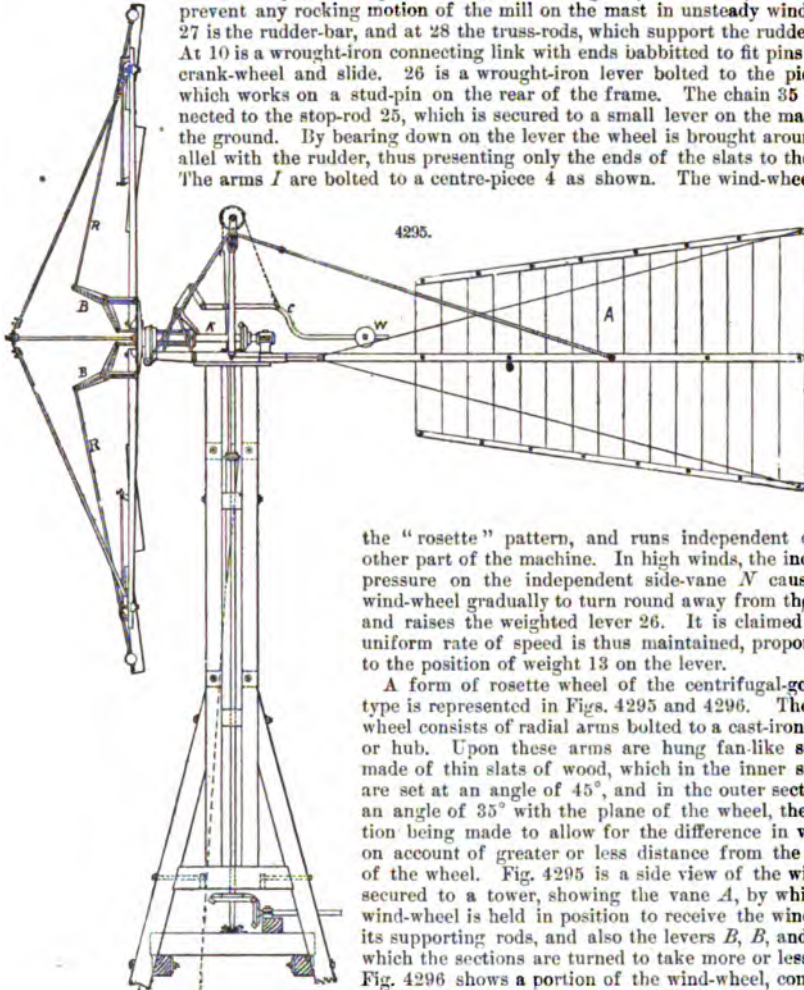 prevent any rocking motion of the mill on the mast in unsteady wind
27 is the rudder-bar, and at 28 the truss-rods, which support the rudde
At 10 is a wrought-iron connecting link with ends babbitted to fit pins
crank-wheel and slide. 26 is a wrought-iron lever bolted to the pie
which works on a stud-pin on the rear of the frame. The chain 35
nected to the stop-rod 25, which is secured to a small lever on the ma
the ground. By bearing down on the lever the wheel is brought arour
allel with the rudder, thus presenting only the ends of the slats to the
The arms I are bolted to a centre-piece 4 as shown. The wind-whee
4295.
R
B
K
C
W
A
B
R
the "rosette" pattern, and runs independent
other part of the machine. In high winds, the inc
pressure on the independent side-vane N caus
wind-wheel gradually to turn round away from the
and raises the weighted lever 26. It is claimed
uniform rate of speed is thus maintained, propor
to the position of weight 13 on the lever.
A form of rosette wheel of the centrifugal-go
type is represented in Figs. 4295 and 4296. The
wheel consists of radial arms bolted to a cast-iron
or hub. Upon these arms are hung fan-like s
made of thin slats of wood, which in the inner s
are set at an angle of 45°, and in the outer sect
an angle of 35° with the plane of the wheel, the
tion being made to allow for the difference in v
on account of greater or less distance from the
of the wheel. Fig. 4295 is a side view of the wi
secured to a tower, showing the vane A, by whi
wind-wheel is held in position to receive the wind
its supporting rods, and also the levers B, B, and
which the sections are turned to take more or less
Fig. 4296 shows a portion of the wind-wheel, con